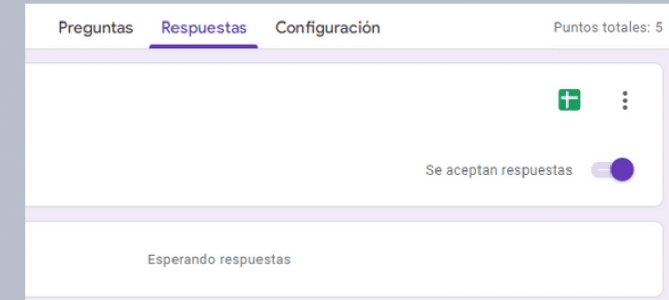 Preguntas Respuestas Configuración Puntos totales: 5
Se aceptan respuestas
Esperando respuestas